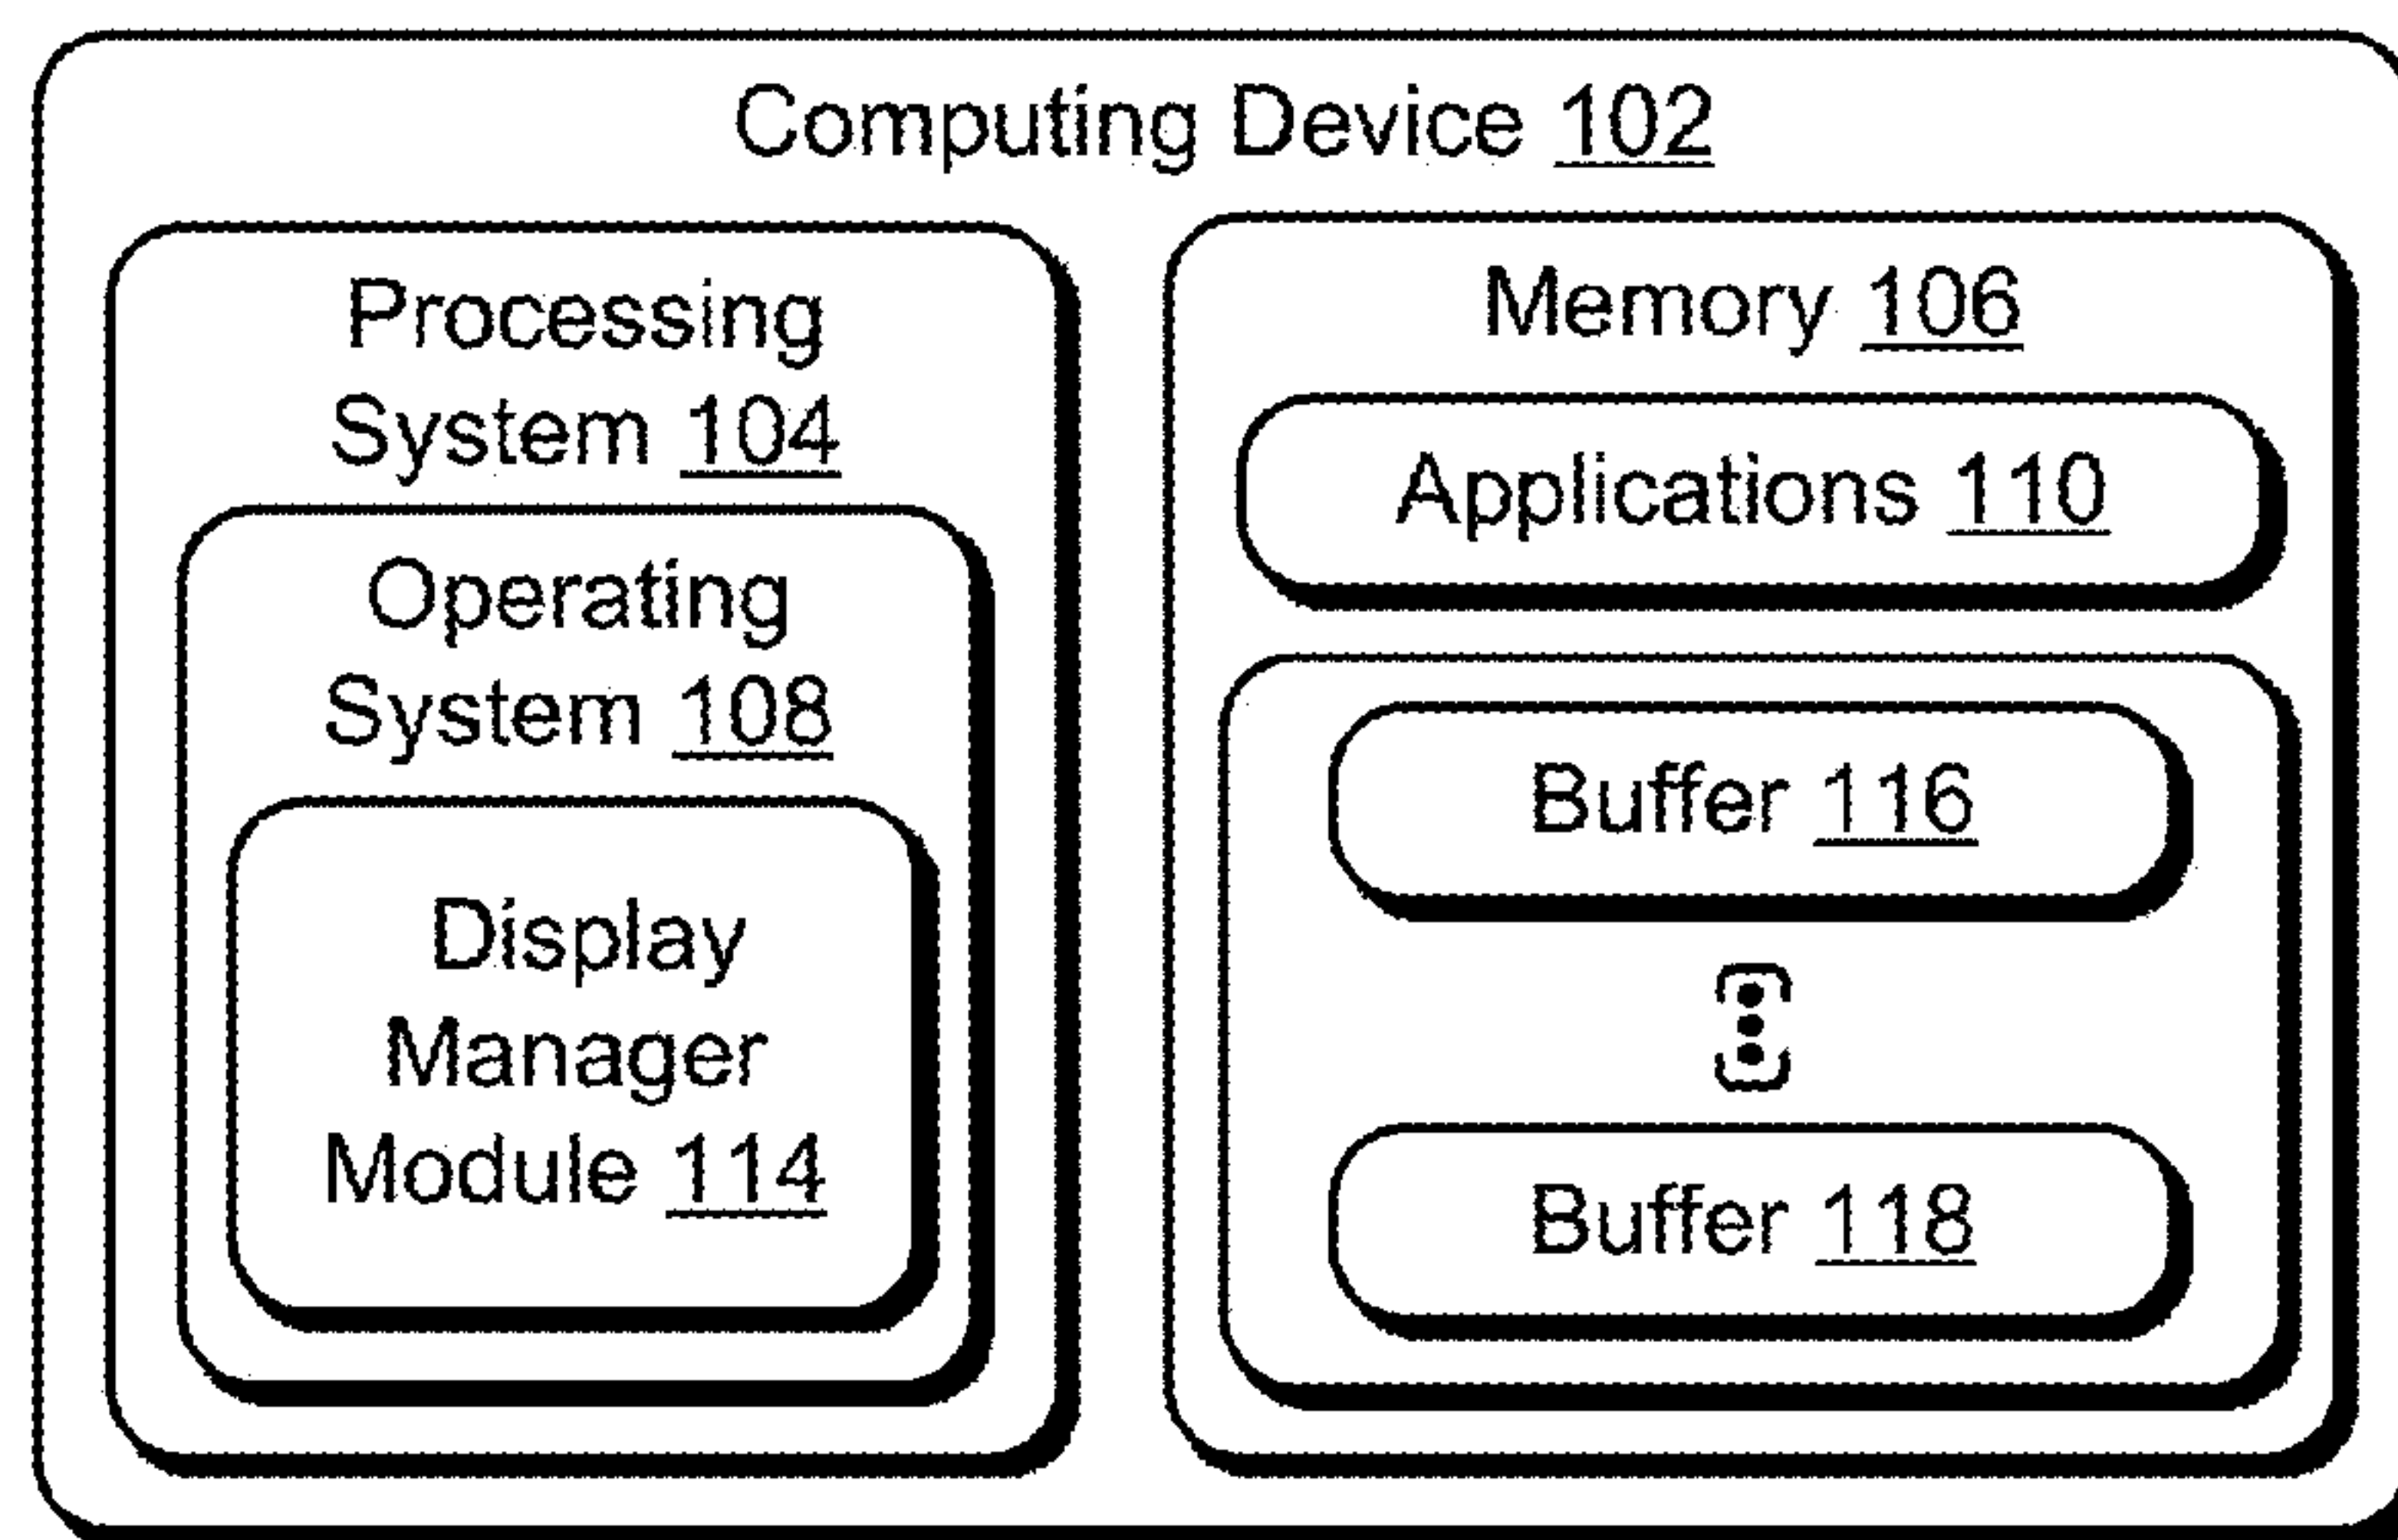 Computing Device 102
Processing
System 104
Operating
System 108
Display
Manager
Module 114
Memory 106
Applications 110
Buffer 116
Buffer 118